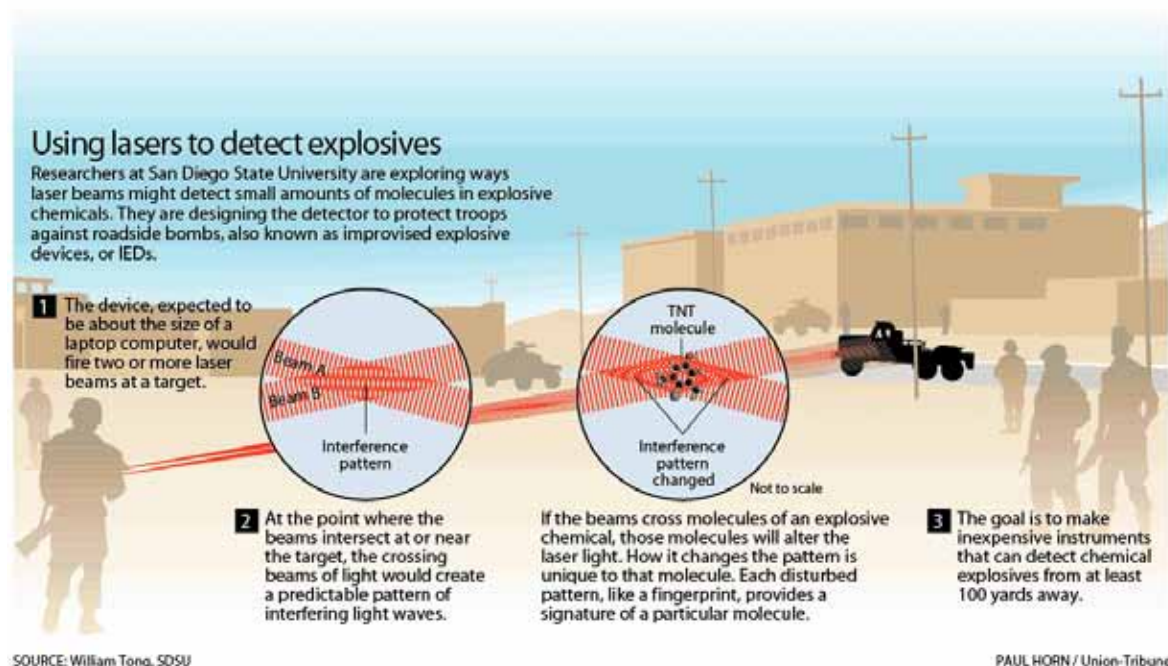 Using lasers to detect explosives
Researchers at San Diego State University are exploring ways
laser beams might detect small amounts of molecules in explosive
chemicals. They are designing the detector to protect troops
against roadside bombs, also known as improvised explosive
devices, or IEDs.
1 The device, expected to
be about the size of a
laptop computer, would
fire two or more laser
beams at a target.
Beam A
Beam B
Interference
pattern
TNT
molecule
Interference
pattern
changed
Not to scale
2 At the point where the
beams intersect at or near
the target, the crossing
beams of light would create
a predictable pattern of
interfering light waves.
If the beams cross molecules of an explosive
chemical, those molecules will alter the
laser light. How it changes the pattern is
unique to that molecule. Each disturbed
pattern, like a fingerprint, provides a
signature of a particular molecule.
3 The goal is to make
inexpensive instruments
that can detect chemical
explosives from at least
100 yards away.
SOURCE: William Tong, SDSU
PAUL HORN / Union-Tribune